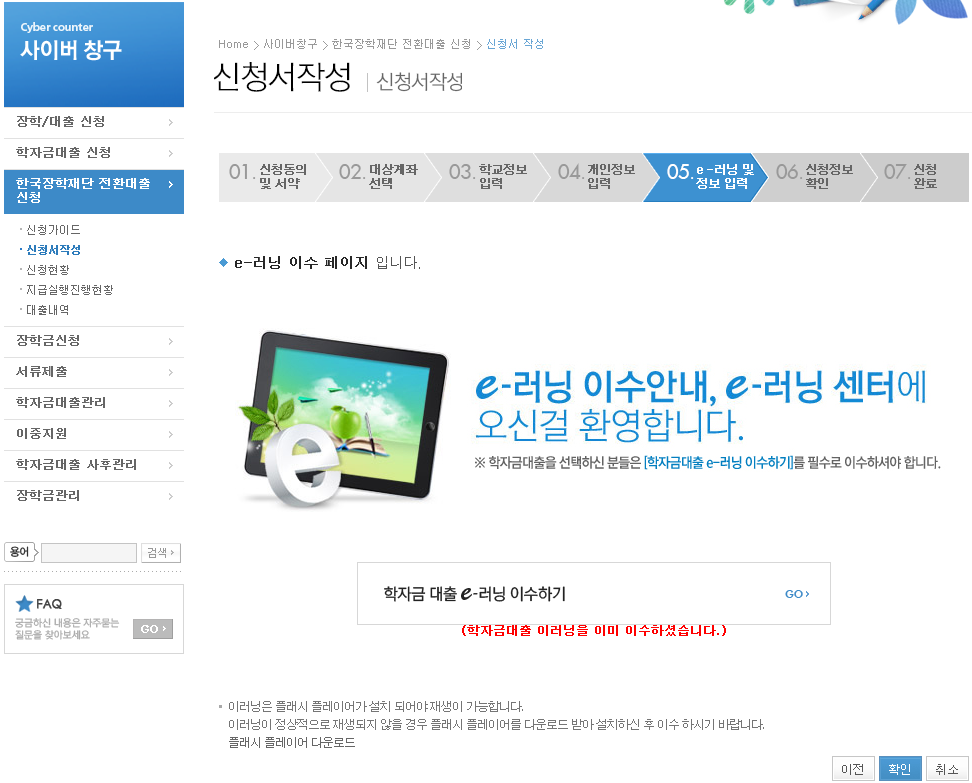 Cyber counter
사이버 창구
장학/대출 신청
학자금대출 신청
한국장학재단 전환대출
신청
· 신청가이드
· 신청서작성
· 신청현황
· 지급실행진행현황
· 대출내역
장학금신청
서류제출
학자금대출관리
이중지원
학자금대출 사후관리
장학금관리
용어
검색
FAQ
궁금하신 내용은 자주묻는
질문을 찾아보세요
GO
Home > 사이버창구 > 한국장학재단 전환대출 신청 > 신청서 작성
신청서작성 | 신청서작성
01. 신청동의
및 서약
02. 대상계좌
선택
03. 학교정보
입력
04. 개인정보
입력
05. e-러닝 및
정보 입력
06. 신청정보
확인
07. 신청
완료
e-러닝 이수 페이지 입니다.
e
e-러닝 이수안내, e-러닝 센터에
오신걸 환영합니다.
※ 학자금대출을 선택하신 분들은 [학자금대출 e-러닝 이수하기]를 필수로 이수하셔야 합니다.
학자금 대출 e-러닝 이수하기
GO
(학자금대출 이러닝을 이미 이수하셨습니다.)
이러닝은 플래시 플레이어가 설치 되어야 재생이 가능합니다.
이러닝이 정상적으로 재생되지 않을 경우 플래시 플레이어를 다운로드 받아 설치하신 후 이수 하시기 바랍니다.
플래시 플레이어 다운로드
이전
확인
취소